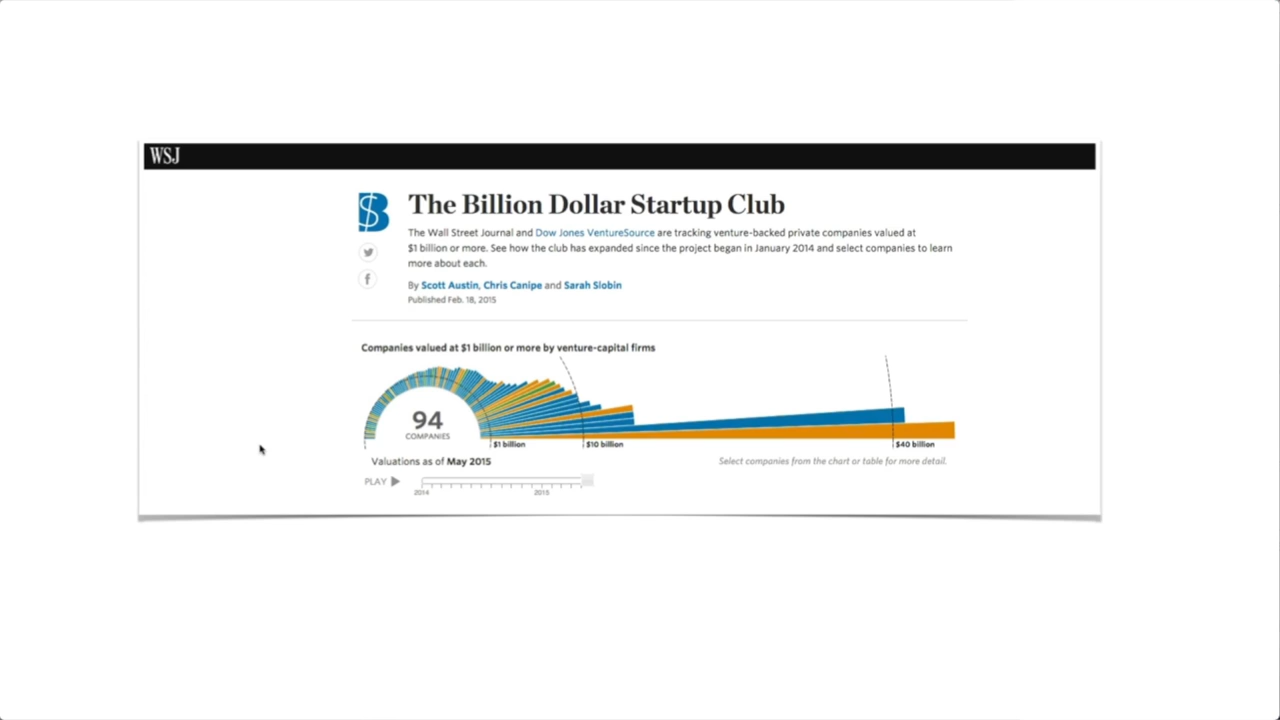 WSJ
The Billion Dollar Startup Club
The Wall Street Journal and Dow Jones VentureSource are tracking venture-backed private companies valued at
$1 billion or more. See how the club has expanded since the project began in January 2014 and select companies to learn
more about each.
By Scott Austin, Chris Canipe and Sarah Slobin
Published Feb. 18, 2015
Companies valued at $1 billion or more by venture-capital firms
94
COMPANIES
$1 billion
$10 billion
$40 billion
Valuations as of May 2015
Select companies from the chart or table for more detail.
PLAY
2014
2015